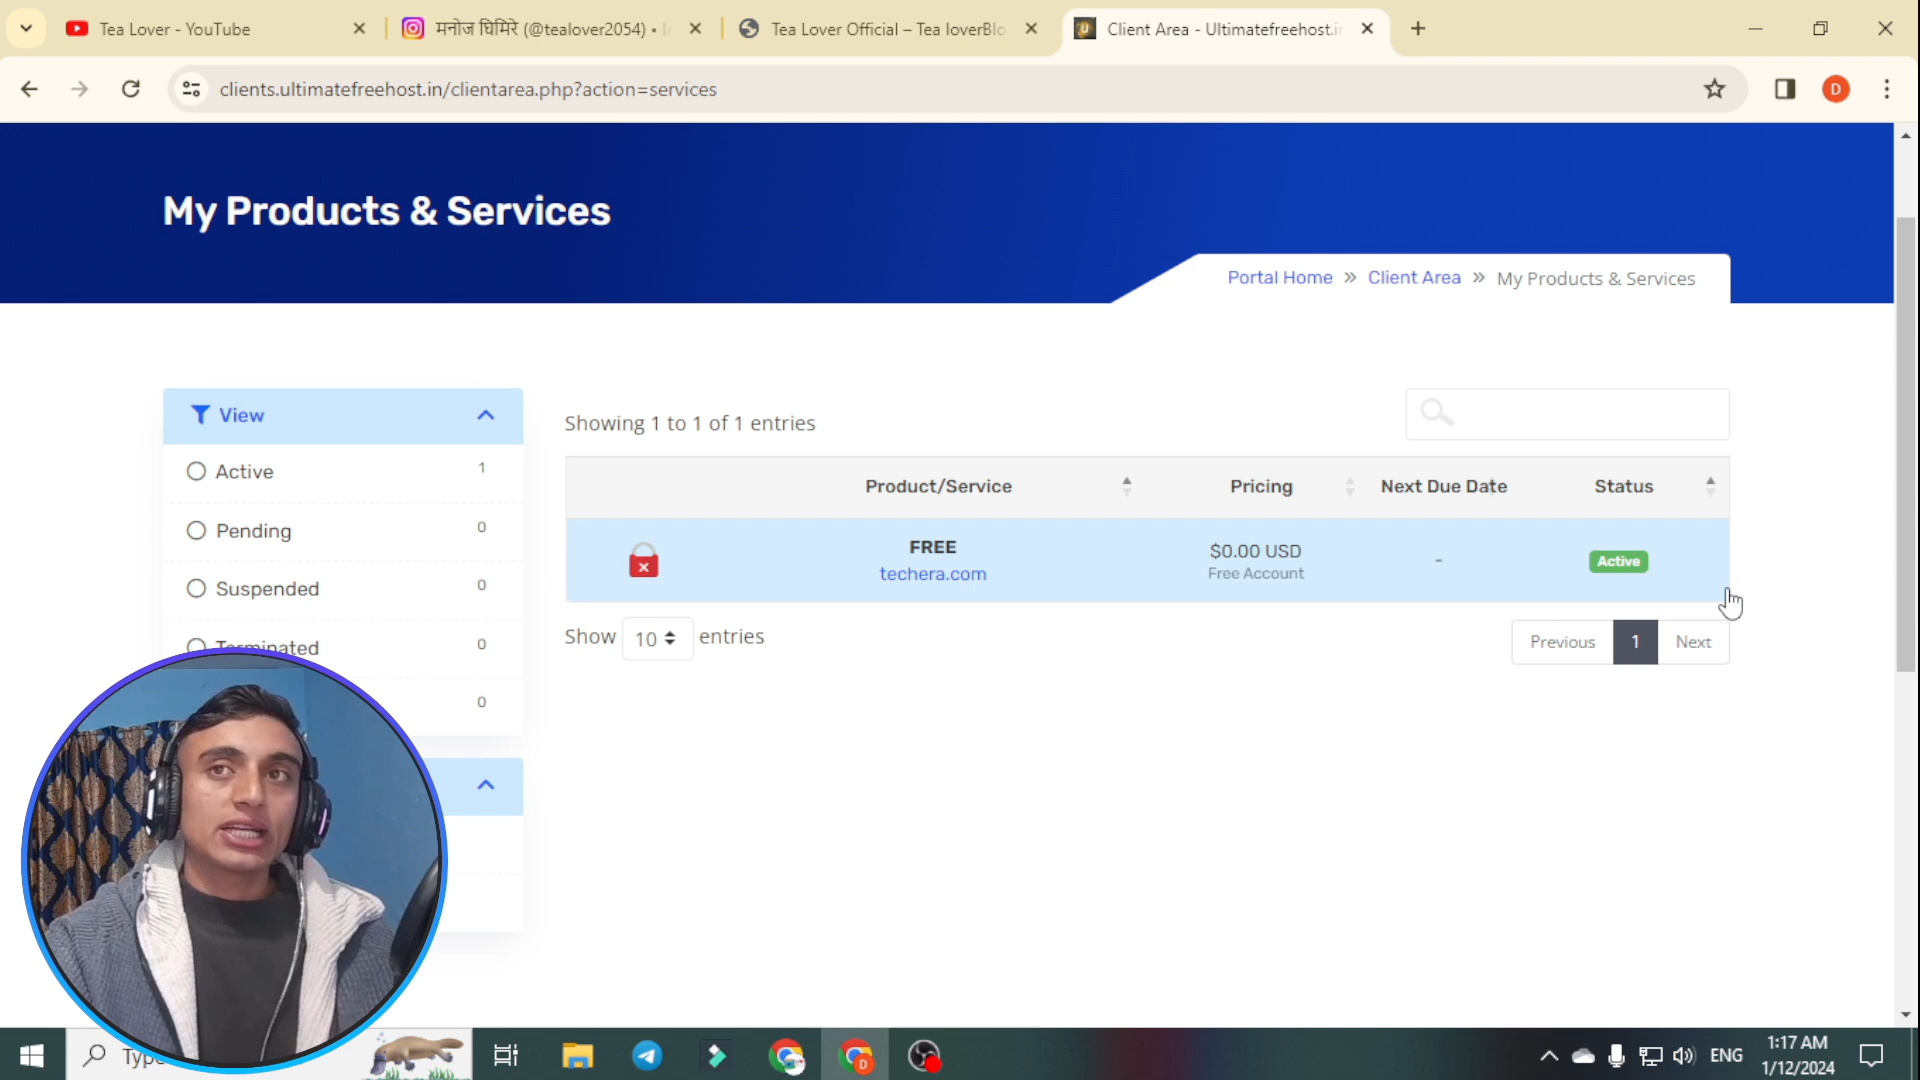 Tea Lover - YouTube
मनोज घिमिरे (@tealover2054) •
Tea Lover Official – Tea loverBlo
Client Area - Ultimatefreehost.in
clients.ultimatefreehost.in/clientarea.php?action=services
D
My Products & Services
Portal Home » Client Area » My Products & Services
View
Showing 1 to 1 of 1 entries
Active 1
Product/Service Pricing Next Due Date Status
Pending 0
FREE
techera.com
$0.00 USD
Free Account
-
Active
Suspended 0
Show 10 entries
Previous 1 Next
Terminated 0
0
Type
ENG
1:17 AM
1/12/2024